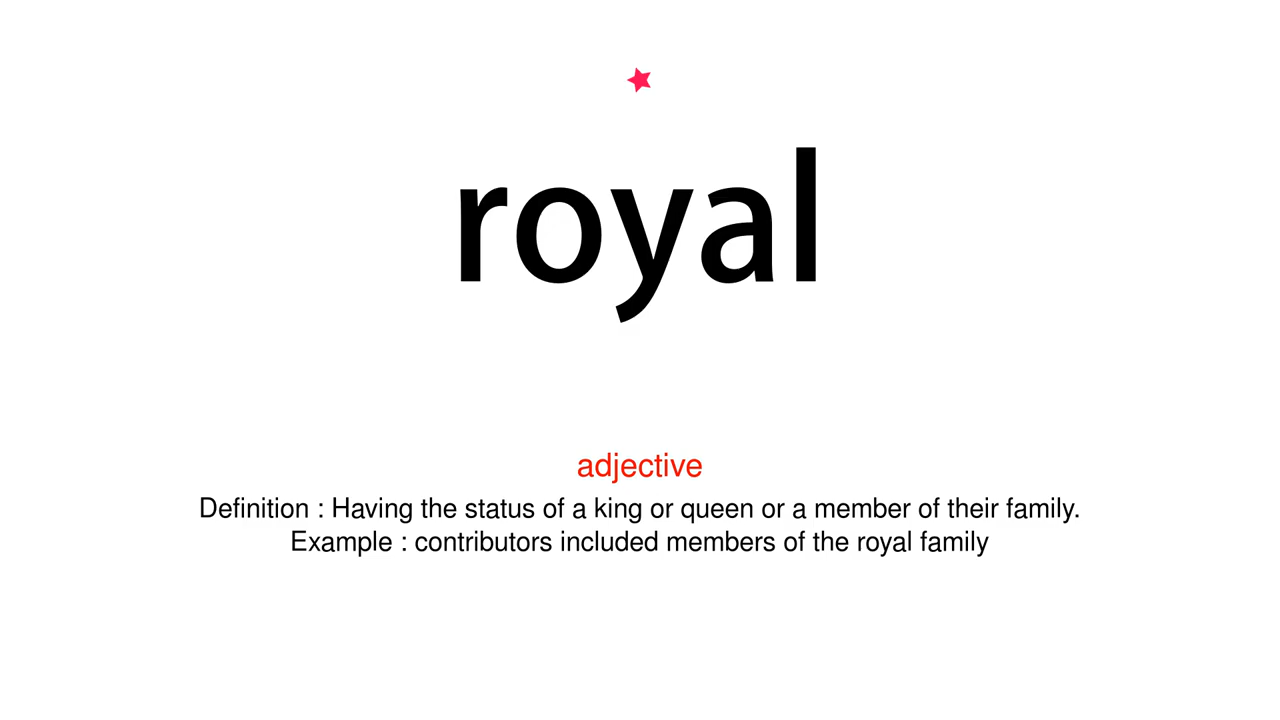 royal
adjective
Definition : Having the status of a king or queen or a member of their family.
Example : contributors included members of the royal family